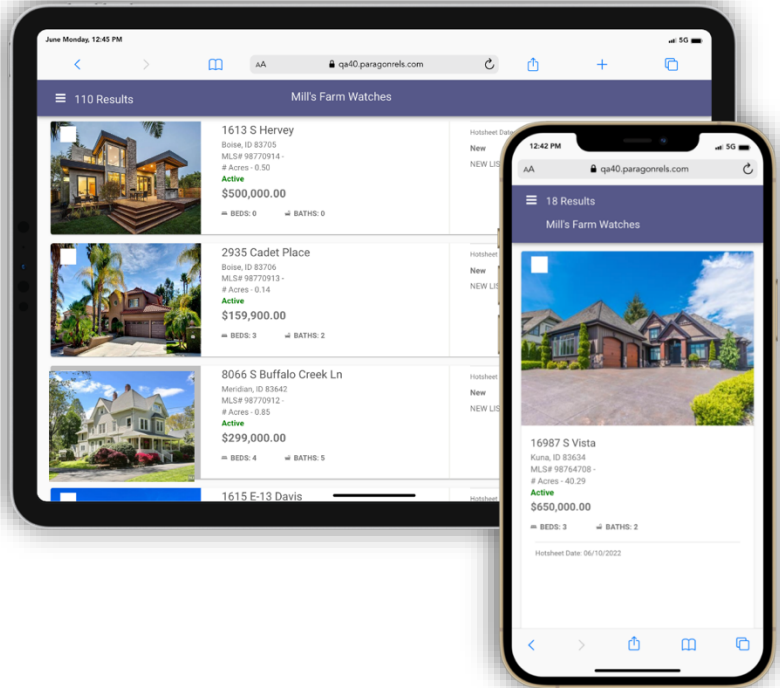 June Monday, 12:45 PM
5G
AA qa40.paragonrels.com
110 Results
Mill's Farm Watches
1613 S Hervey
Boise, ID 83705
MLS# 98770914 -
# Acres - 0.50
Active
$500,000.00
BEDS: 0 BATHS: 0
Hotsheet Date
New
NEW LIS
2935 Cadet Place
Boise, ID 83706
MLS# 98770913 -
# Acres - 0.14
Active
$159,900.00
BEDS: 3 BATHS: 2
Hotsheet
New
NEW LIS
8066 S Buffalo Creek Ln
Meridian, ID 83642
MLS# 98770912 -
# Acres - 0.85
Active
$299,000.00
BEDS: 4 BATHS: 5
Hotsheet
New
NEW LIS
1615 E-13 Davis
Hotsheet
12:42 PM
5G
AA qa40.paragonrels.com
18 Results
Mill's Farm Watches
16987 S Vista
Kuna, ID 83634
MLS# 98764708 -
# Acres - 40.29
Active
$650,000.00
BEDS: 3 BATHS: 2
Hotsheet Date: 06/10/2022